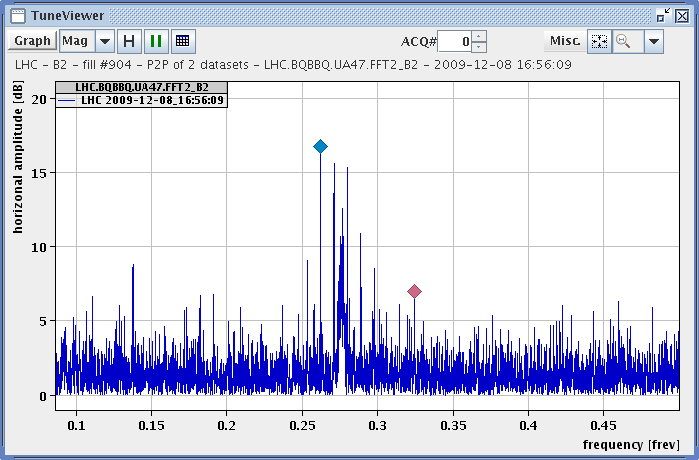 TuneViewer
Graph Mag H ACQ# 0 Misc.
LHC - B2 - fill #904 - P2P of 2 datasets - LHC.BQBBQ.UA47.FFT2_B2 - 2009-12-08 16:56:09
LHC.BQBBQ.UA47.FFT2_B2
LHC 2009-12-08_16:56:09
horizonal amplitude [dB]
20
15
10
5
0
0.1 0.15 0.2 0.25 0.3 0.35 0.4 0.45
frequency [frev]